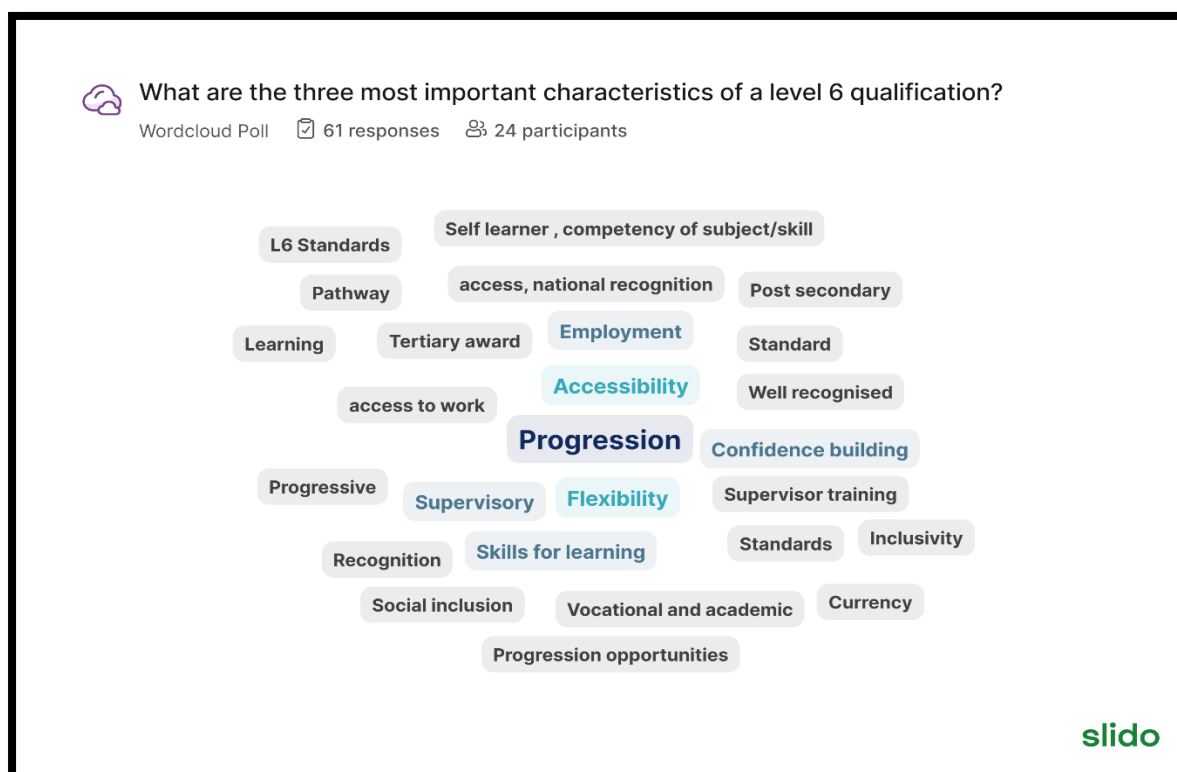 What are the three most important characteristics of a level 6 qualification?
Wordcloud Poll 61 responses 24 participants
Self learner , competency of subject/skill
L6 Standards
access, national recognition
Post secondary
Pathway
Employment
Tertiary award
Learning
Standard
Accessibility
Well recognised
access to work
Progression
Confidence building
Progressive
Supervisory
Flexibility
Supervisor training
Inclusivity
Standards
Skills for learning
Recognition
Social inclusion
Vocational and academic
Currency
Progression opportunities
slido